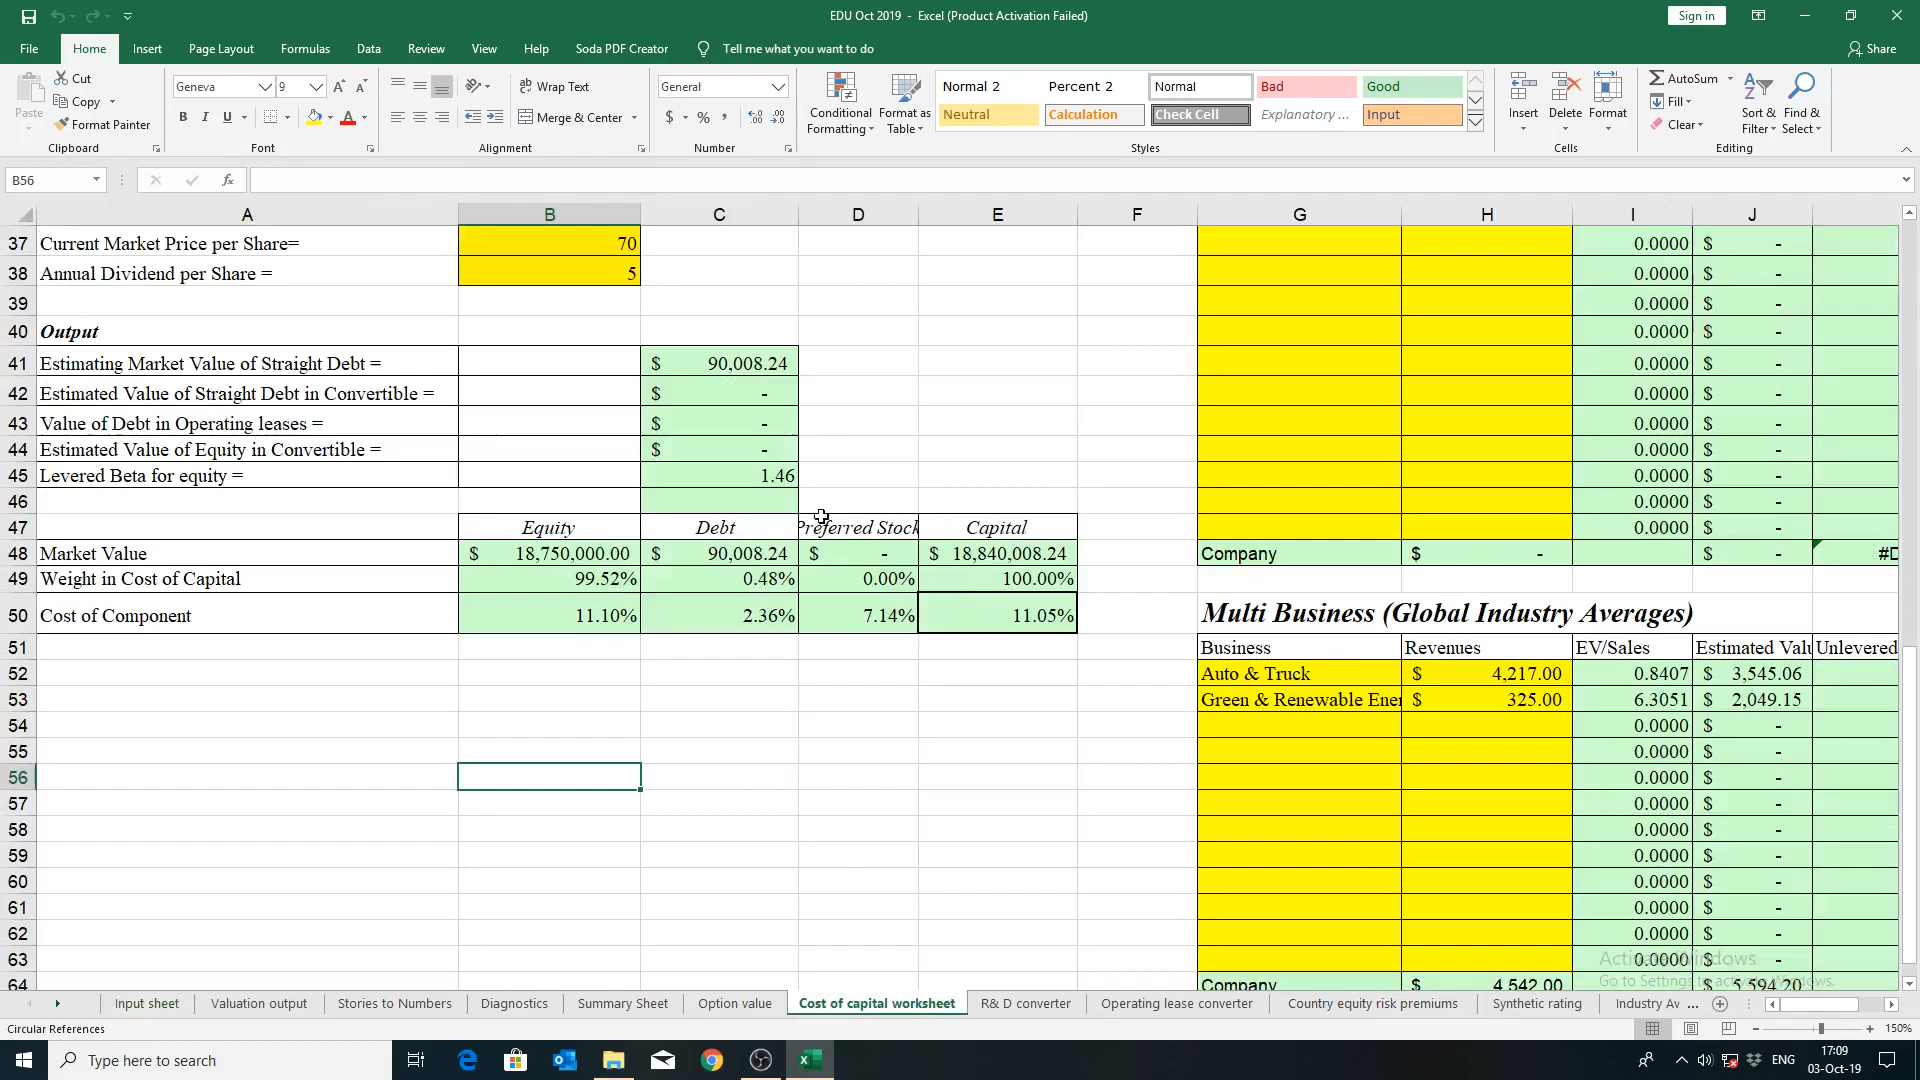 EDU Oct 2019 - Excel (Product Activation Failed)
Sign in
File Home Insert Page Layout Formulas Data Review View Help Soda PDF Creator Tell me what you want to do Share
Paste
Cut
Copy
Format Painter
Clipboard
Geneva 9
B I U
Font
Wrap Text
Merge & Center
Alignment
General
$ % ,
Number
Conditional Formatting
Format as Table
Normal 2 Percent 2 Normal Bad Good
Neutral Calculation Check Cell Explanatory ... Input
Styles
Insert Delete Format
Cells
AutoSum
Fill
Clear
Sort & Filter
Find & Select
Editing
B56 fx
A B C D E F G H I J
37 Current Market Price per Share= 70 0.0000 $ -
38 Annual Dividend per Share = 5 0.0000 $ -
39 0.0000 $ -
40 Output 0.0000 $ -
41 Estimating Market Value of Straight Debt = $ 90,008.24 0.0000 $ -
42 Estimated Value of Straight Debt in Convertible = $ - 0.0000 $ -
43 Value of Debt in Operating leases = $ - 0.0000 $ -
44 Estimated Value of Equity in Convertible = $ - 0.0000 $ -
45 Levered Beta for equity = 1.46 0.0000 $ -
46 0.0000 $ -
47 Equity Debt Preferred Stock Capital 0.0000 $ -
48 Market Value $ 18,750,000.00 $ 90,008.24 $ - $ 18,840,008.24 Company $ - $ - #D
49 Weight in Cost of Capital 99.52% 0.48% 0.00% 100.00%
50 Cost of Component 11.10% 2.36% 7.14% 11.05% Multi Business (Global Industry Averages)
51 Business Revenues EV/Sales Estimated Valu Unlevered
52 Auto & Truck $ 4,217.00 0.8407 $ 3,545.06
53 Green & Renewable Ener $ 325.00 6.3051 $ 2,049.15
54 0.0000 $ -
55 0.0000 $ -
56 0.0000 $ -
57 0.0000 $ -
58 0.0000 $ -
59 0.0000 $ -
60 0.0000 $ -
61 0.0000 $ -
62 0.0000 $ -
63 0.0000 $ -
64 Company $ 4,542.00 $ 5,594.20
Activate Windows
Go to Settings to activate Windows.
Input sheet Valuation output Stories to Numbers Diagnostics Summary Sheet Option value Cost of capital worksheet R& D converter Operating lease converter Country equity risk premiums Synthetic rating Industry Av ...
Circular References
150%
Type here to search
ENG
17:09
03-Oct-19